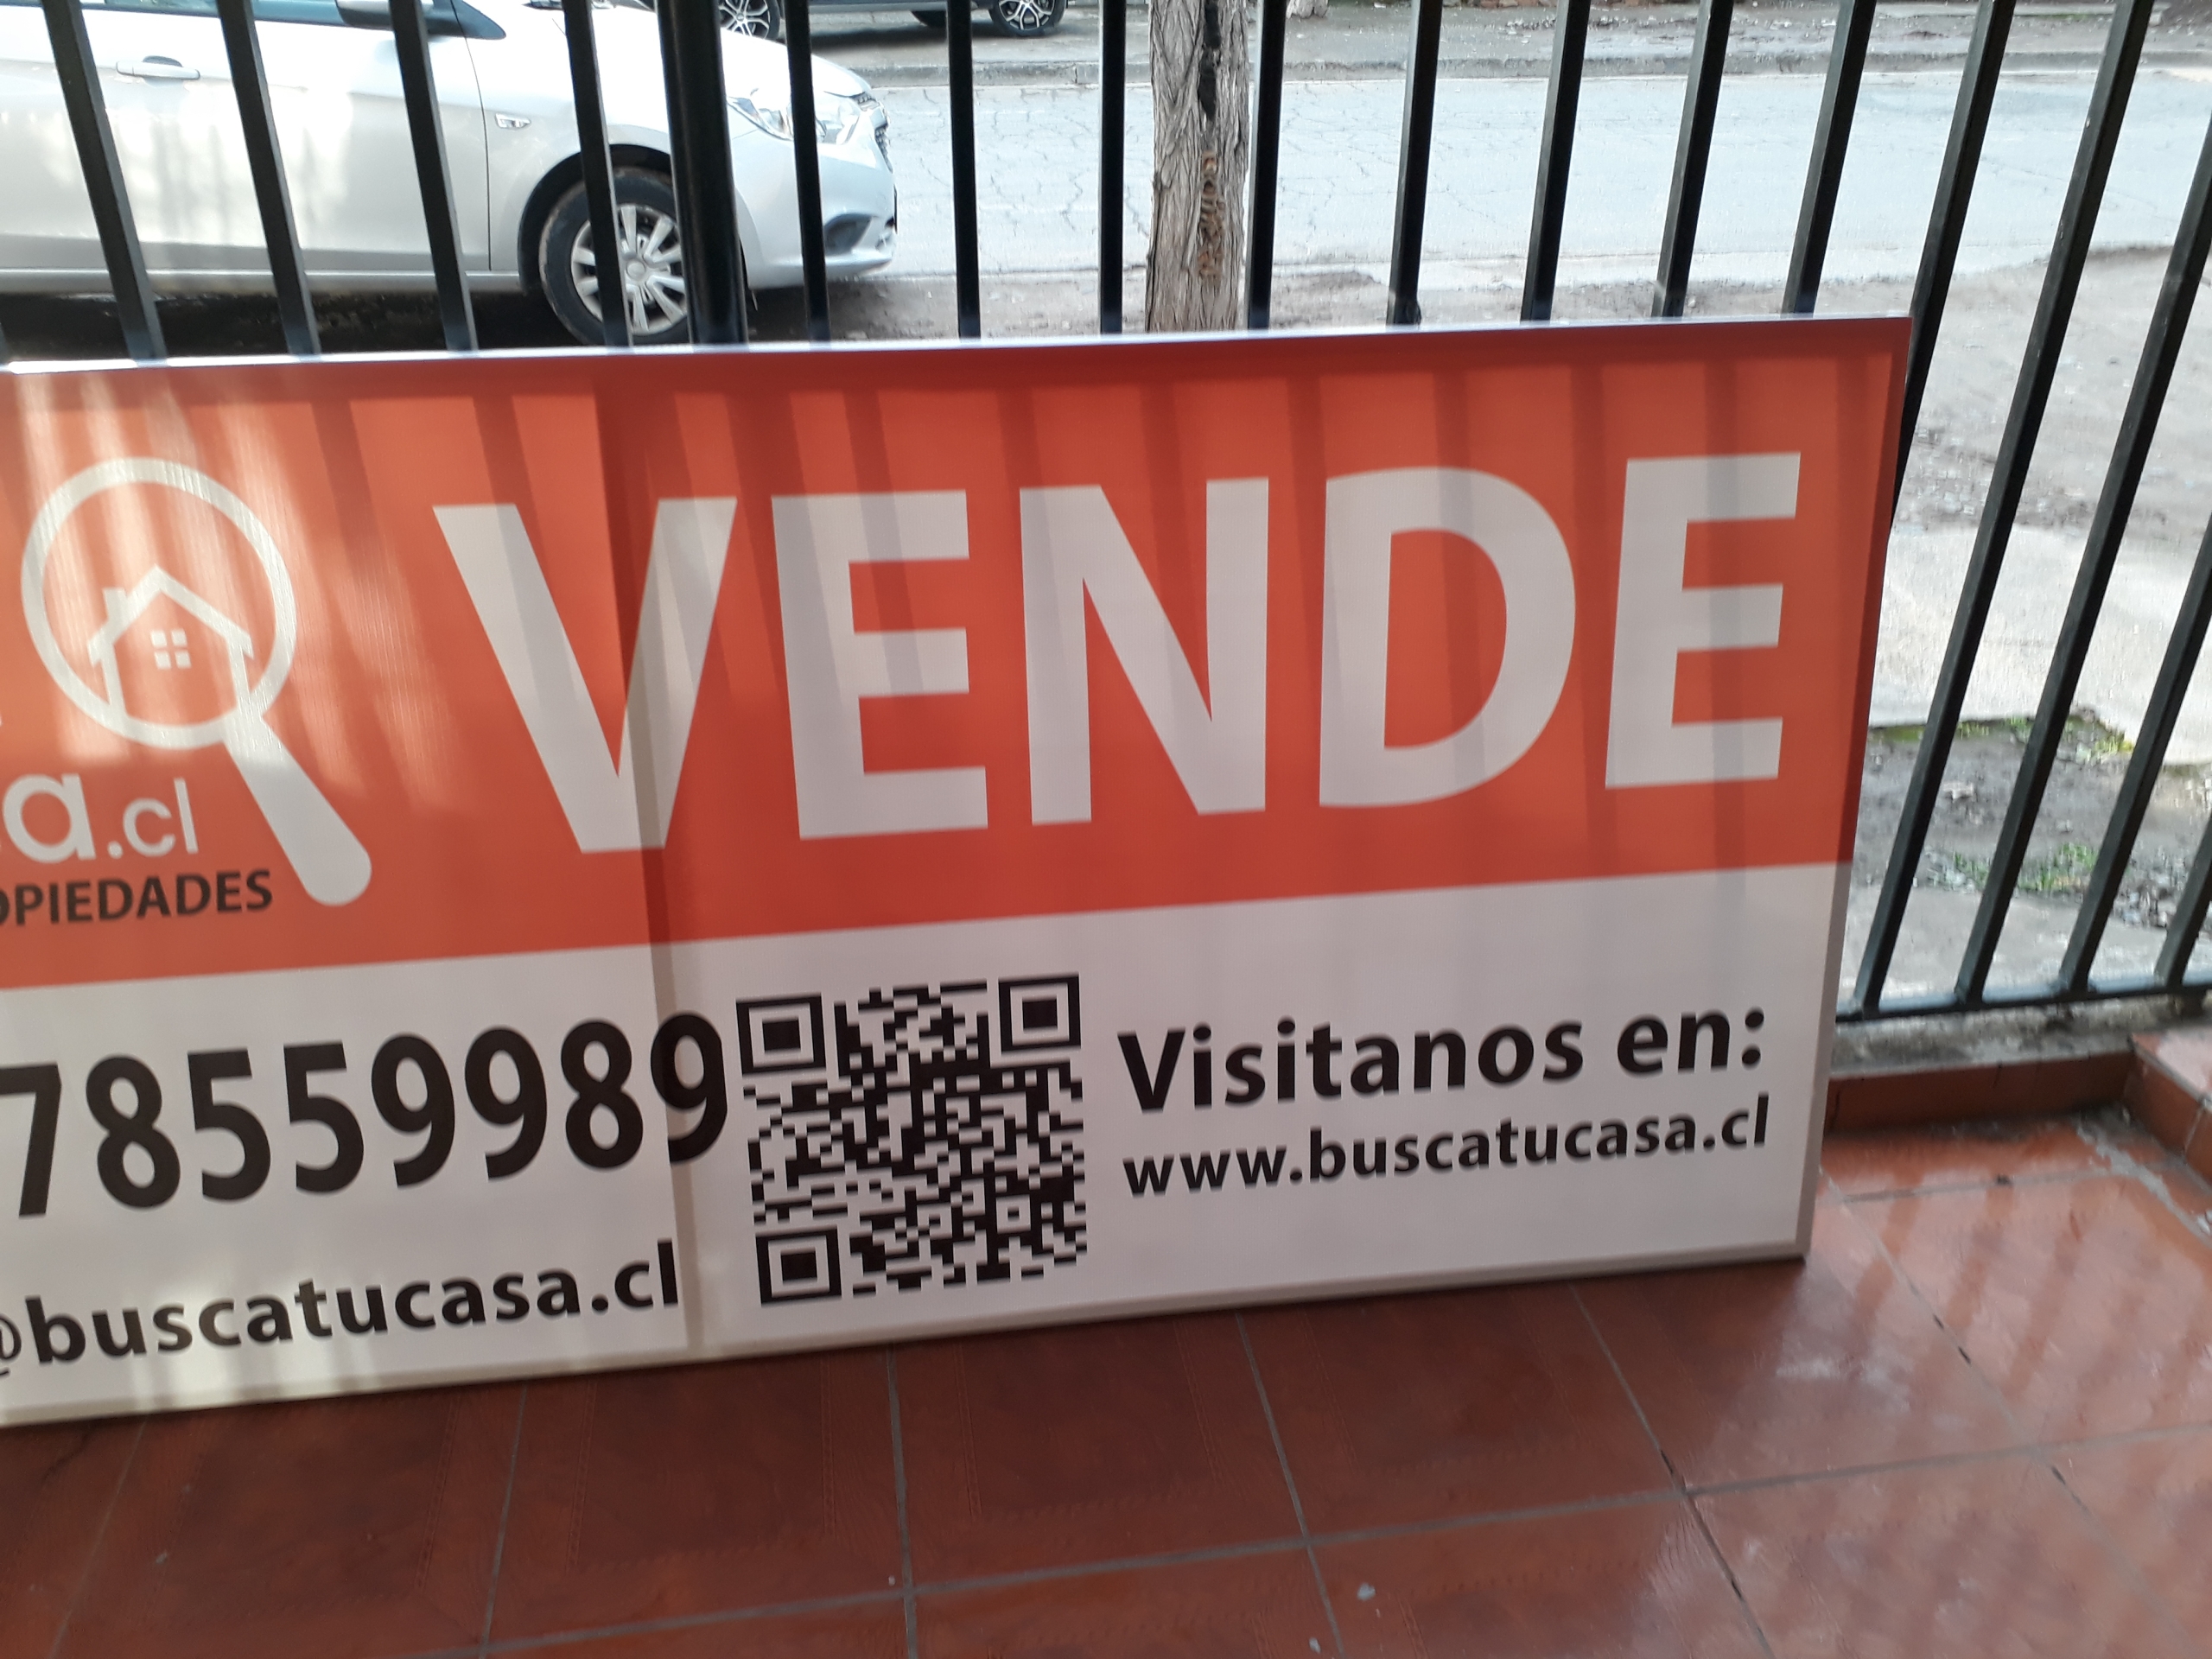 VENDE
a.cl
OPIEDADES
78559989
@buscatucasa.cl
Visitanos en:
www.buscatucasa.cl